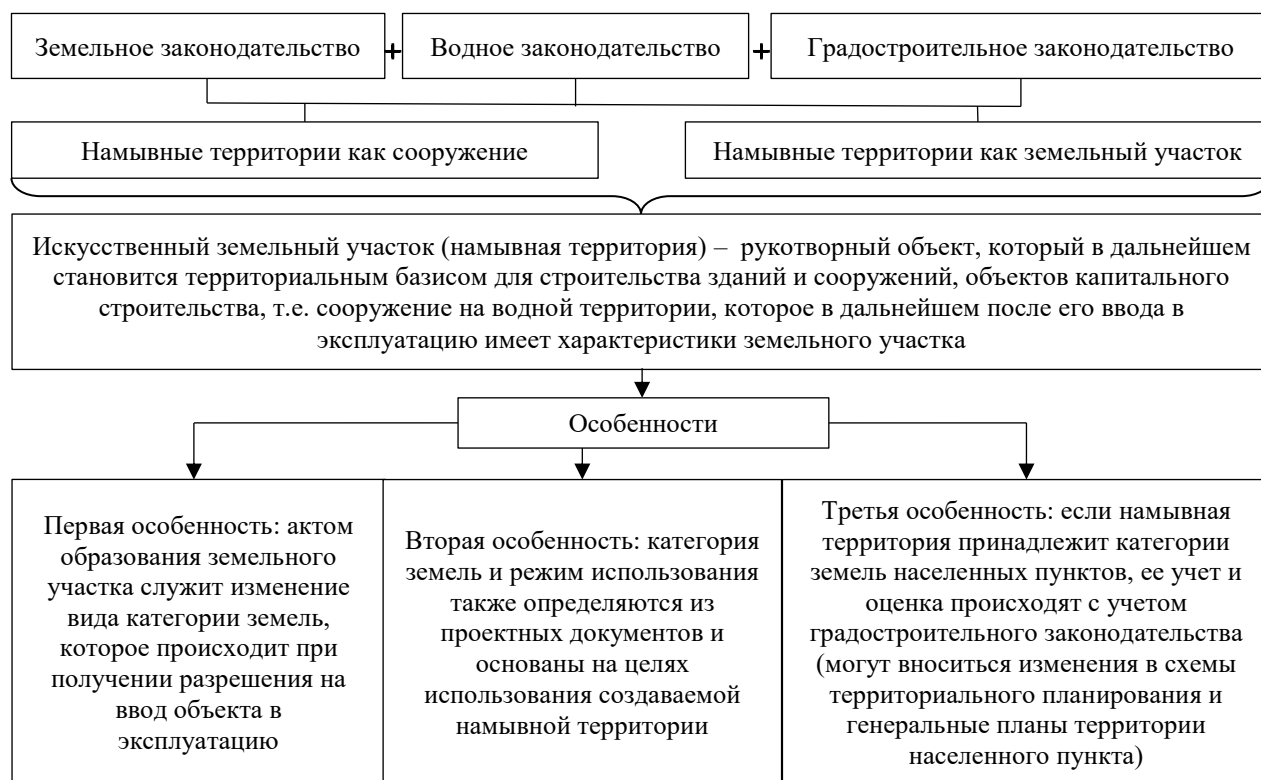 Земельное законодательство + Водное законодательство + Градостроительное законодательство
Намывные территории как сооружение
Намывные территории как земельный участок
Искусственный земельный участок (намывная территория) – рукотворный объект, который в дальнейшем
становится территориальным базисом для строительства зданий и сооружений, объектов капитального
строительства, т.е. сооружение на водной территории, которое в дальнейшем после его ввода в
эксплуатацию имеет характеристики земельного участка
Особенности
Первая особенность: актом
образования земельного
участка служит изменение
вида категории земель,
которое происходит при
получении разрешения на
ввод объекта в
эксплуатацию
Вторая особенность: категория
земель и режим использования
также определяются из
проектных документов и
основаны на целях
использования создаваемой
намывной территории
Третья особенность: если намывная
территория принадлежит категории
земель населенных пунктов, ее учет и
оценка происходят с учетом
градостроительного законодательства
(могут вноситься изменения в схемы
территориального планирования и
генеральные планы территории
населенного пункта)